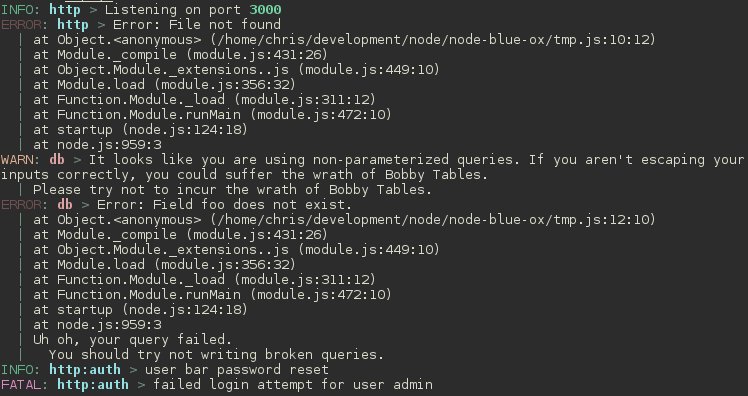 INFO: http > Listening on port 3000
ERROR: http > Error: File not found
| at Object.<anonymous> (/home/chris/development/node/node-blue-ox/tmp.js:10:12)
| at Module._compile (module.js:431:26)
| at Object.Module._extensions..js (module.js:449:10)
| at Module.load (module.js:356:32)
| at Function.Module._load (module.js:311:12)
| at Function.Module.runMain (module.js:472:10)
| at startup (node.js:124:18)
| at node.js:959:3
WARN: db > It looks like you are using non-parameterized queries. If you aren't escaping your
inputs correctly, you could suffer the wrath of Bobby Tables.
| Please try not to incur the wrath of Bobby Tables.
ERROR: db > Error: Field foo does not exist.
| at Object.<anonymous> (/home/chris/development/node/node-blue-ox/tmp.js:12:10)
| at Module._compile (module.js:431:26)
| at Object.Module._extensions..js (module.js:449:10)
| at Module.load (module.js:356:32)
| at Function.Module._load (module.js:311:12)
| at Function.Module.runMain (module.js:472:10)
| at startup (node.js:124:18)
| at node.js:959:3
| Uh oh, your query failed.
|   You should try not writing broken queries.
INFO: http:auth > user bar password reset
FATAL: http:auth > failed login attempt for user admin